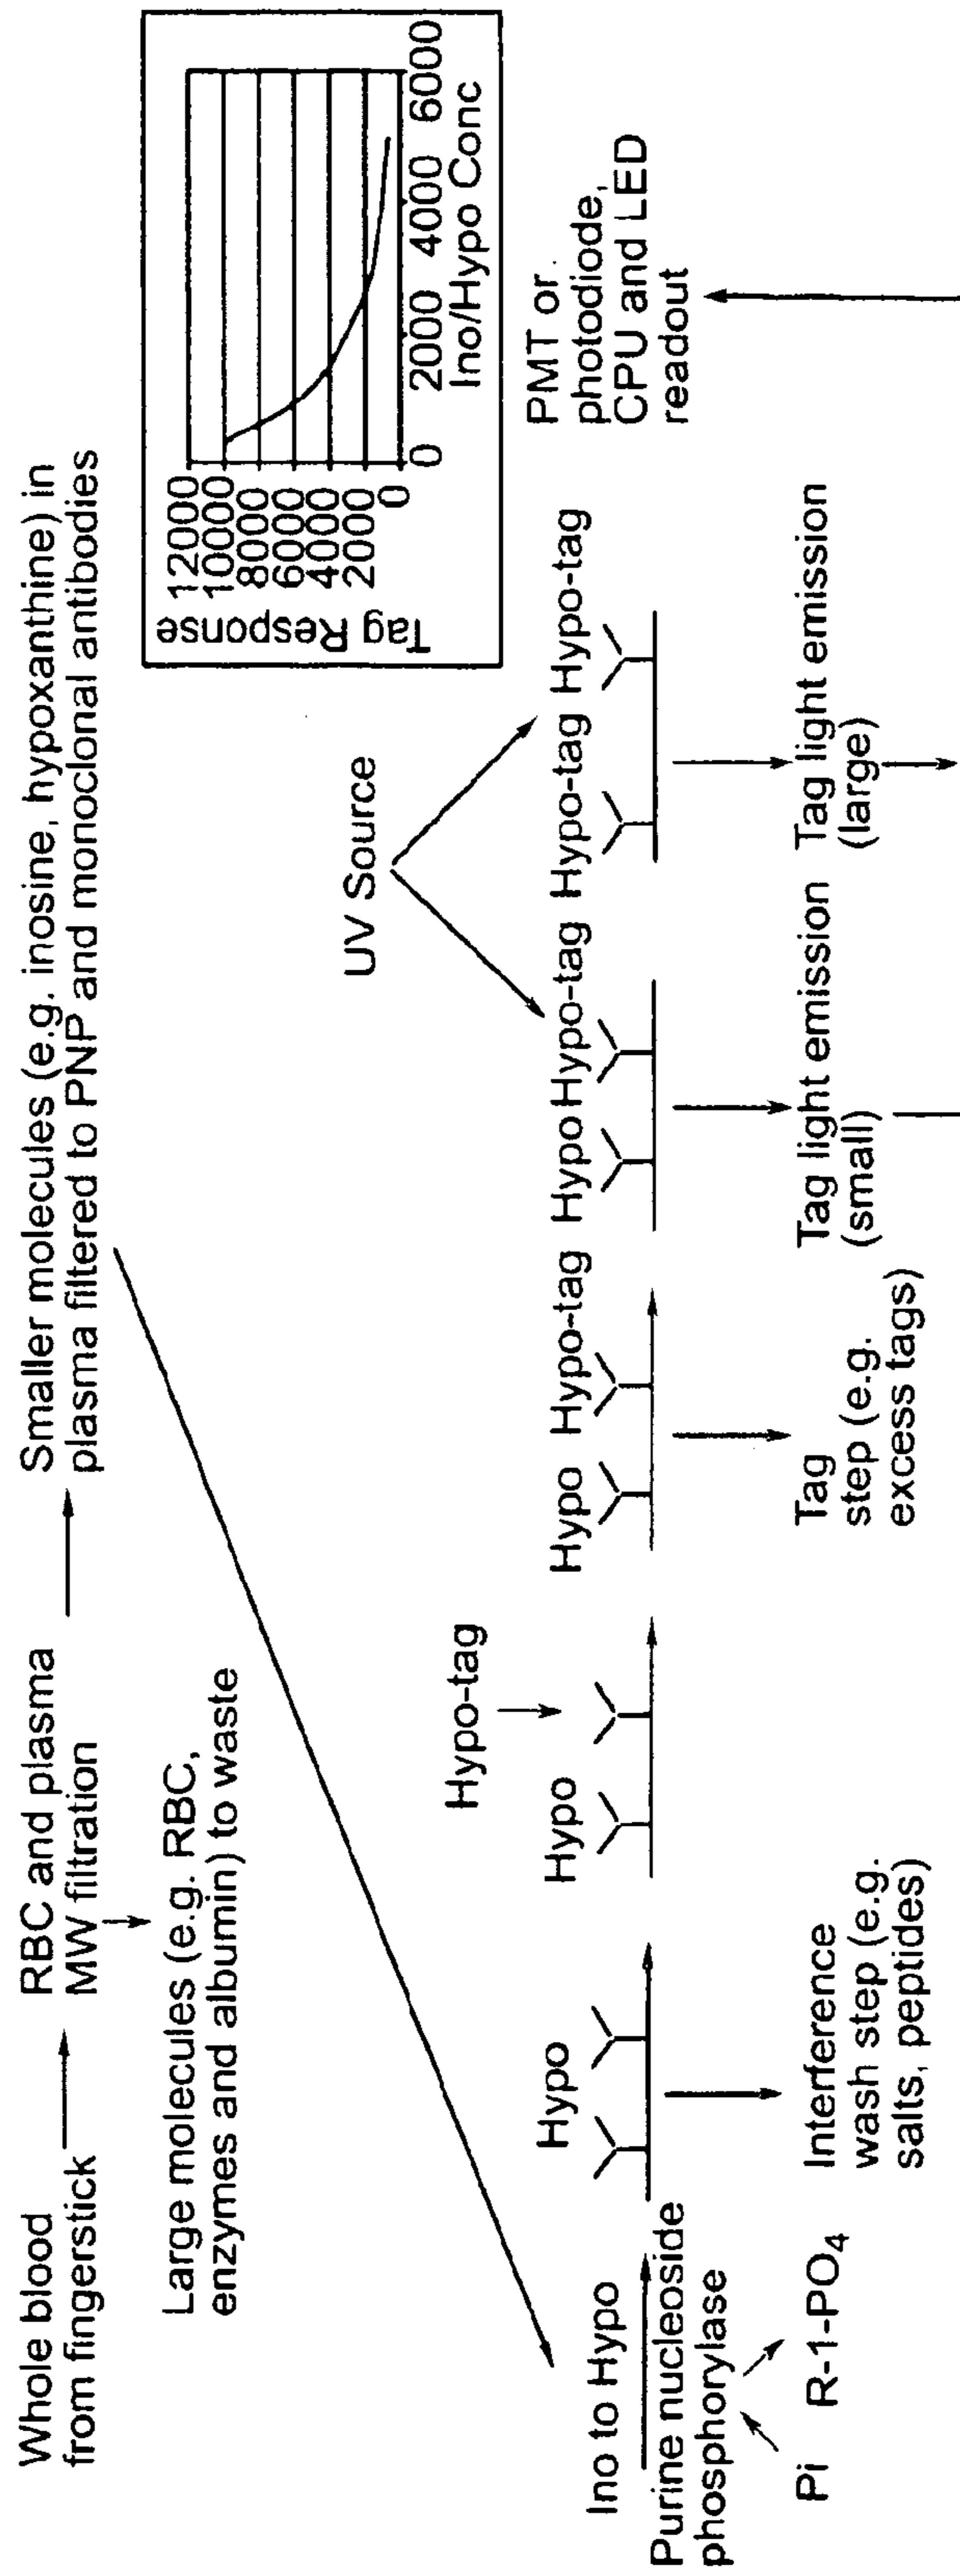 Whole blood
from fingerstick
RBC and plasma
MW filtration
Smaller molecules (e.g. inosine, hypoxanthine) in
plasma filtered to PNP and monoclonal antibodies
Large molecules (e.g. RBC,
enzymes and albumin) to waste
Tag Response
12000
10000
8000
6000
4000
2000
0
0 2000 4000 6000
Ino/Hypo Conc
UV Source
PMT or
photodiode,
CPU and LED
readout
Ino to Hypo
Purine nucleoside
phosphorylase
Pi R-1-PO4
Hypo
Interference
wash step (e.g.
salts, peptides)
Hypo-tag
Hypo
Hypo Hypo-tag
Tag
step (e.g.
excess tags)
Hypo Hypo-tag
Tag light emission
(small)
Hypo-tag Hypo-tag
Tag light emission
(large)